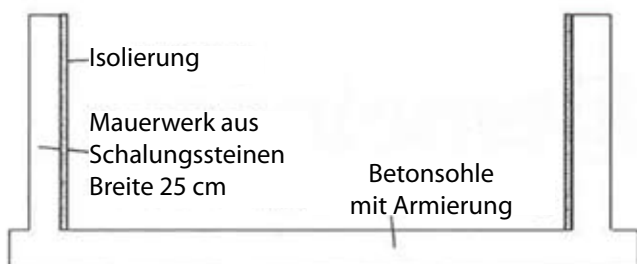 Isolierung
Mauerwerk aus
Schalungssteinen
Breite 25 cm
Betonsohle
mit Armierung